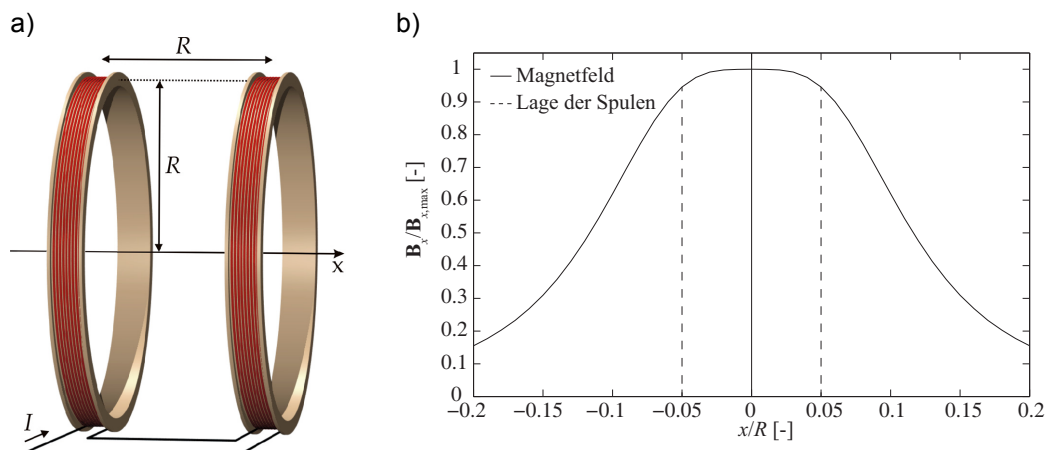 a)
R
R
x
I
b)
1
0.9
0.8
0.7
0.6
0.5
0.4
0.3
0.2
0.1
0
B_x/B_x,max [-]
Magnetfeld
Lage der Spulen
−0.2 −0.15 −0.1 −0.05 0 0.05 0.1 0.15 0.2
x/R [-]